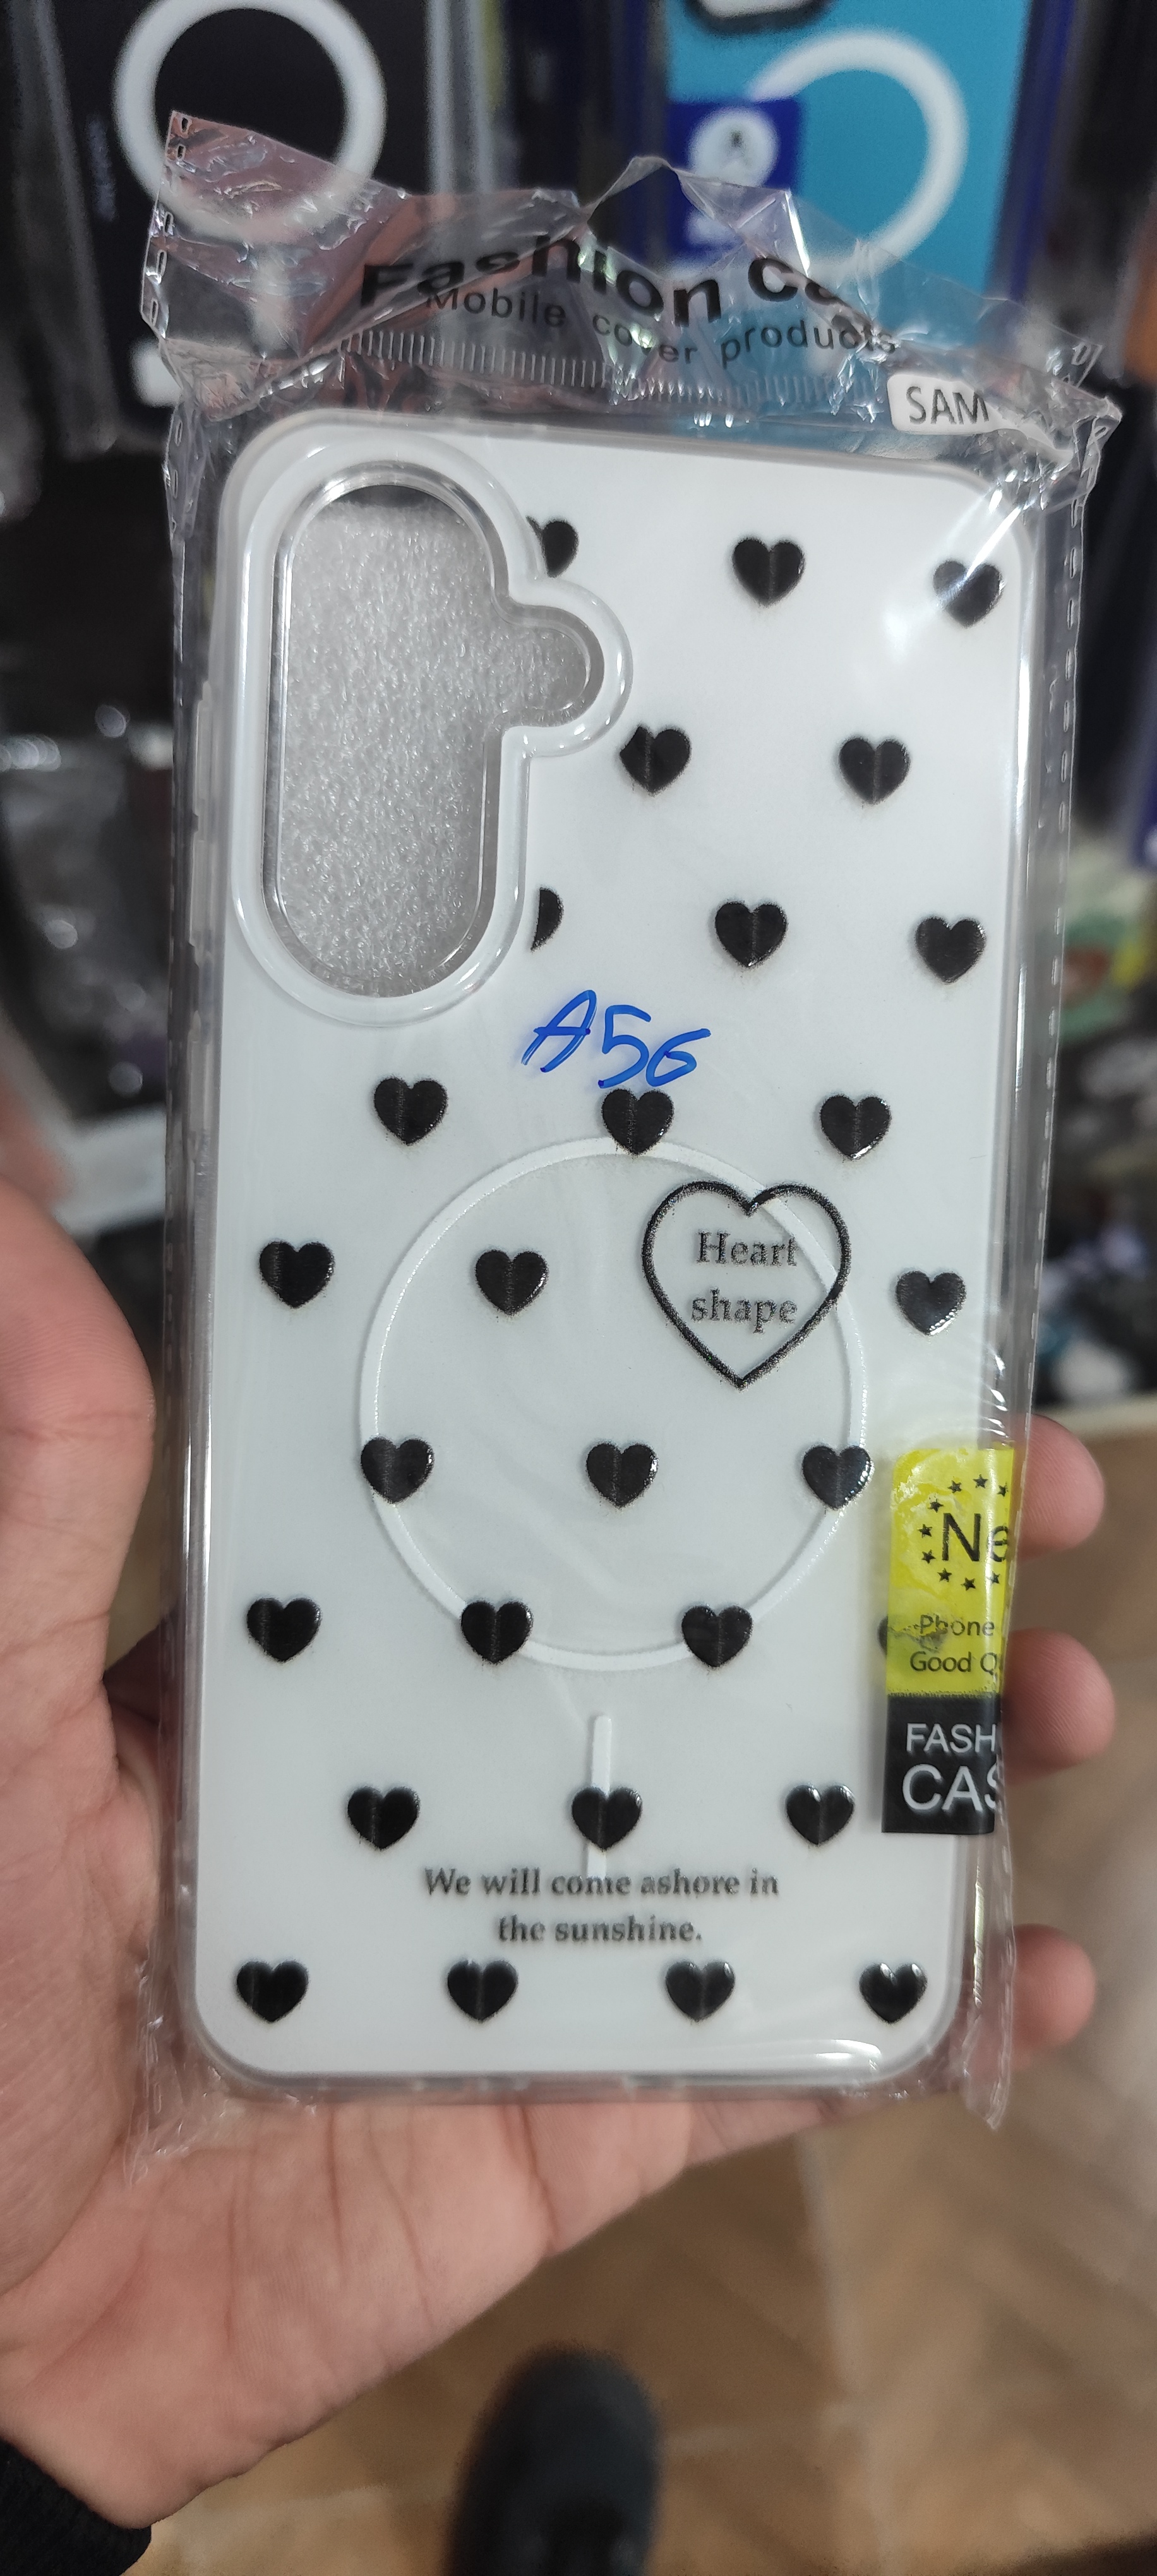 Fashion Ca
Mobile cover products
SAM
A56
Heart
shape
We will come ashore in
the sunshine.
Ne
Phone
Good Q
FASH
CAS